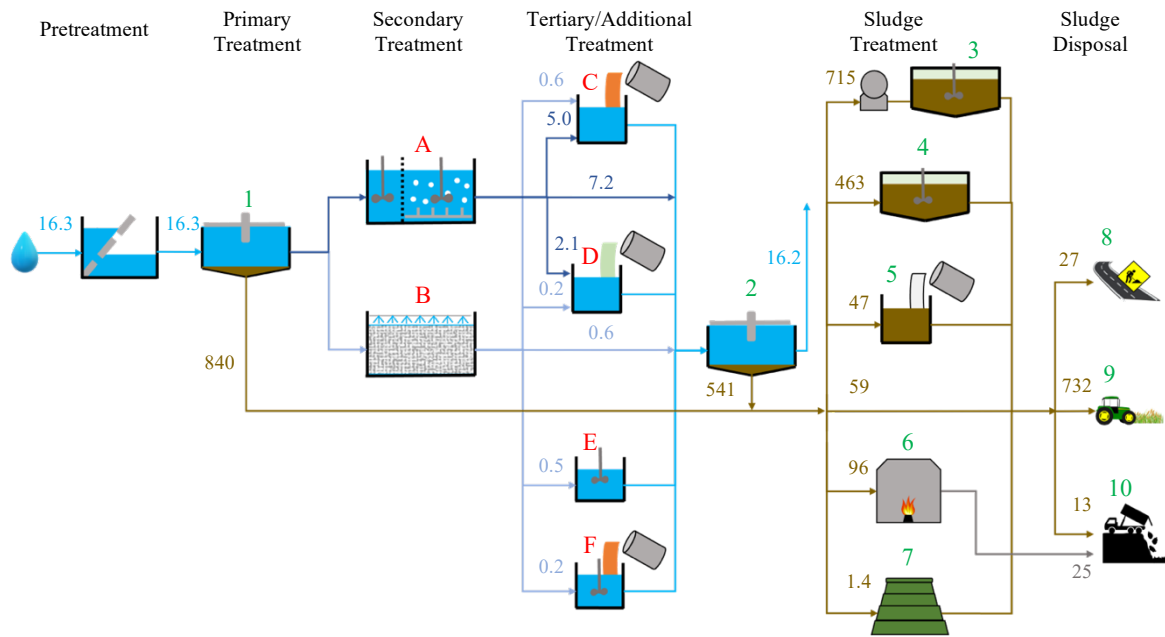 Pretreatment
Primary
Treatment
Secondary
Treatment
Tertiary/Additional
Treatment
Sludge
Treatment
Sludge
Disposal
16.3
16.3
1
840
A
B
0.6
C
5.0
7.2
2.1
D
0.2
0.6
E
0.5
F
0.2
2
16.2
541
715
3
463
4
47
5
59
96
6
1.4
7
27
8
732
9
13
10
25